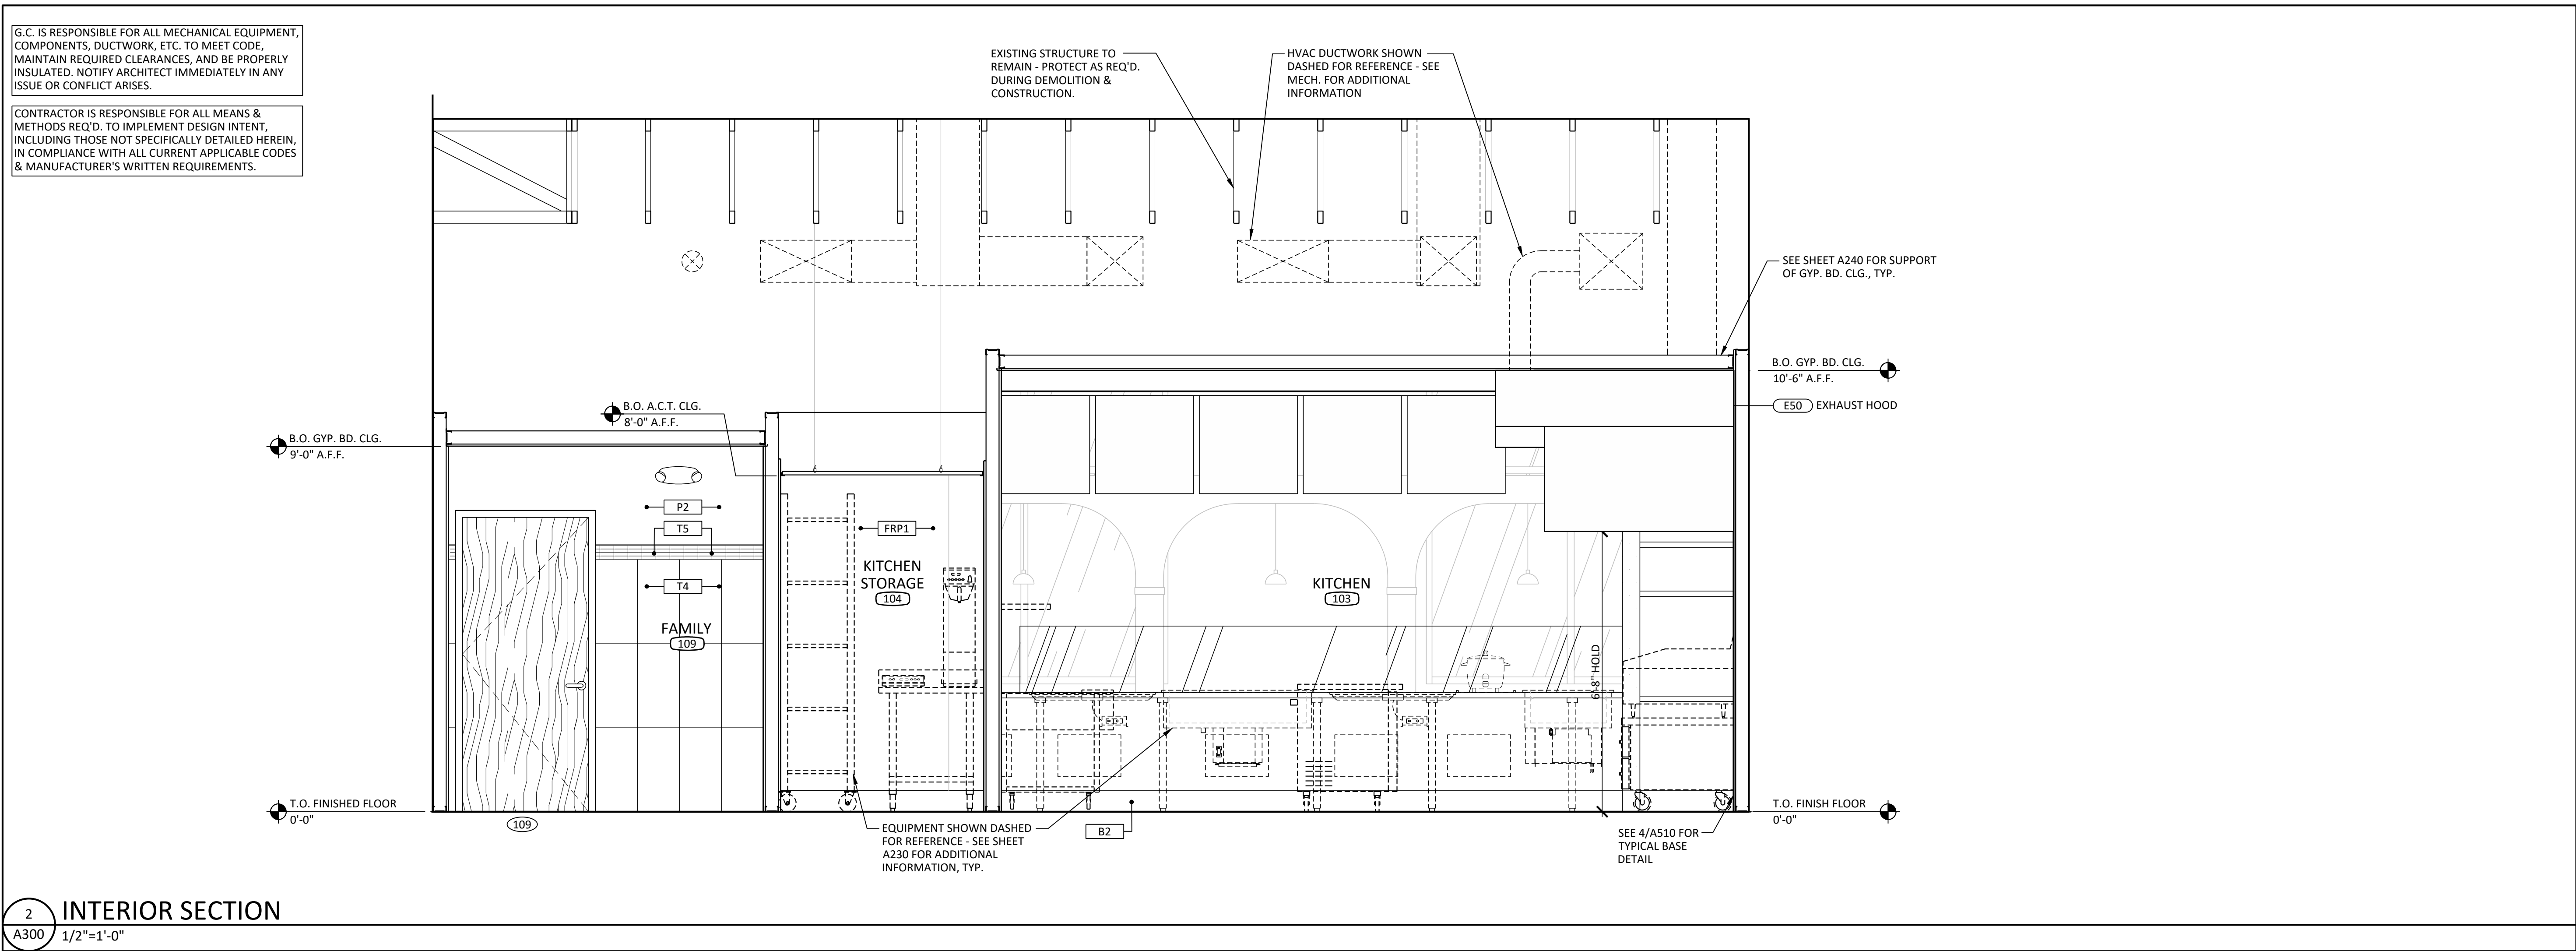 G.C. IS RESPONSIBLE FOR ALL MECHANICAL EQUIPMENT,
COMPONENTS, DUCTWORK, ETC. TO MEET CODE,
MAINTAIN REQUIRED CLEARANCES, AND BE PROPERLY
INSULATED. NOTIFY ARCHITECT IMMEDIATELY IN ANY
ISSUE OR CONFLICT ARISES.
CONTRACTOR IS RESPONSIBLE FOR ALL MEANS &
METHODS REQ'D. TO IMPLEMENT DESIGN INTENT,
INCLUDING THOSE NOT SPECIFICALLY DETAILED HEREIN,
IN COMPLIANCE WITH ALL CURRENT APPLICABLE CODES
& MANUFACTURER'S WRITTEN REQUIREMENTS.
EXISTING STRUCTURE TO
REMAIN - PROTECT AS REQ'D.
DURING DEMOLITION &
CONSTRUCTION.
HVAC DUCTWORK SHOWN
DASHED FOR REFERENCE - SEE
MECH. FOR ADDITIONAL
INFORMATION
SEE SHEET A240 FOR SUPPORT
OF GYP. BD. CLG., TYP.
B.O. GYP. BD. CLG.
10'-6" A.F.F.
E50 EXHAUST HOOD
B.O. A.C.T. CLG.
8'-0" A.F.F.
B.O. GYP. BD. CLG.
9'-0" A.F.F.
P2
T5
T4
FAMILY
109
FRP1
KITCHEN
STORAGE
104
KITCHEN
103
6'-8" HOLD
T.O. FINISHED FLOOR
0'-0"
109
T.O. FINISH FLOOR
0'-0"
EQUIPMENT SHOWN DASHED
FOR REFERENCE - SEE SHEET
A230 FOR ADDITIONAL
INFORMATION, TYP.
B2
SEE 4/A510 FOR
TYPICAL BASE
DETAIL
2
A300
INTERIOR SECTION
1/2"=1'-0"